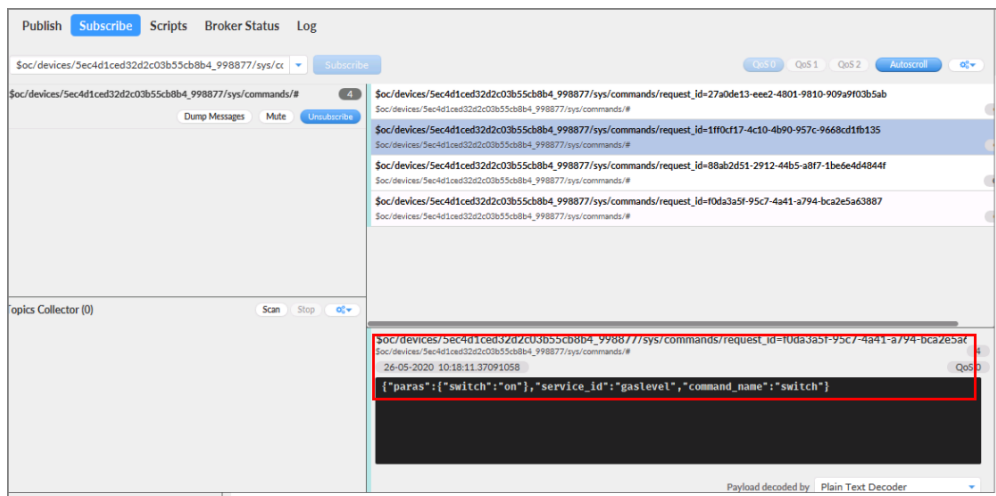 Publish Subscribe Scripts Broker Status Log
$oc/devices/5ec4d1ced32d2c03b55cb8b4_998877/sys/cc Subscribe QoS 0 QoS 1 QoS 2 Autoscroll
$oc/devices/5ec4d1ced32d2c03b55cb8b4_998877/sys/commands/# 4
Dump Messages Mute Unsubscribe
$oc/devices/5ec4d1ced32d2c03b55cb8b4_998877/sys/commands/request_id=27a0de13-eee2-4801-9810-909a9f03b5ab
$oc/devices/5ec4d1ced32d2c03b55cb8b4_998877/sys/commands/#
$oc/devices/5ec4d1ced32d2c03b55cb8b4_998877/sys/commands/request_id=1ff0cf17-4c10-4b90-957c-9668cd1fb135
$oc/devices/5ec4d1ced32d2c03b55cb8b4_998877/sys/commands/#
$oc/devices/5ec4d1ced32d2c03b55cb8b4_998877/sys/commands/request_id=88ab2d51-2912-44b5-a8f7-1be6e4d4844f
$oc/devices/5ec4d1ced32d2c03b55cb8b4_998877/sys/commands/#
$oc/devices/5ec4d1ced32d2c03b55cb8b4_998877/sys/commands/request_id=f0da3a5f-95c7-4a41-a794-bca2e5a63887
$oc/devices/5ec4d1ced32d2c03b55cb8b4_998877/sys/commands/#
Topics Collector (0) Scan Stop
$oc/devices/5ec4d1ced32d2c03b55cb8b4_998877/sys/commands/request_id=f0da3a5f-95c7-4a41-a794-bca2e5a6
$oc/devices/5ec4d1ced32d2c03b55cb8b4_998877/sys/commands/# 4
26-05-2020 10:18:11.37091058 QoS 0
{"paras":{"switch":"on"},"service_id":"gaslevel","command_name":"switch"}
Payload decoded by Plain Text Decoder